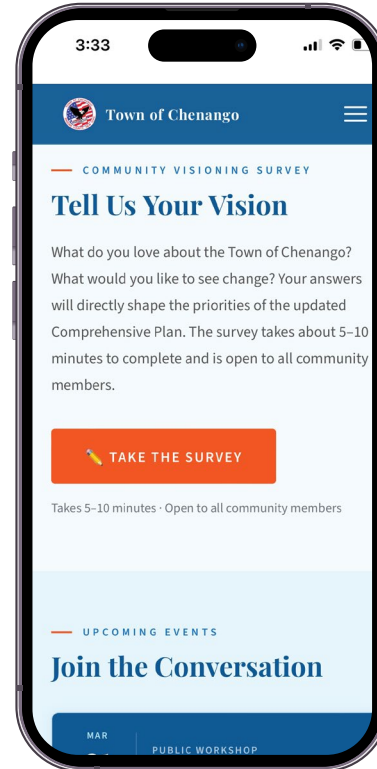 3:33
Town of Chenango
COMMUNITY VISIONING SURVEY
Tell Us Your Vision
What do you love about the Town of Chenango?
What would you like to see change? Your answers
will directly shape the priorities of the updated
Comprehensive Plan. The survey takes about 5–10
minutes to complete and is open to all community
members.
✏️ TAKE THE SURVEY
Takes 5–10 minutes · Open to all community members
UPCOMING EVENTS
Join the Conversation
MAR
PUBLIC WORKSHOP